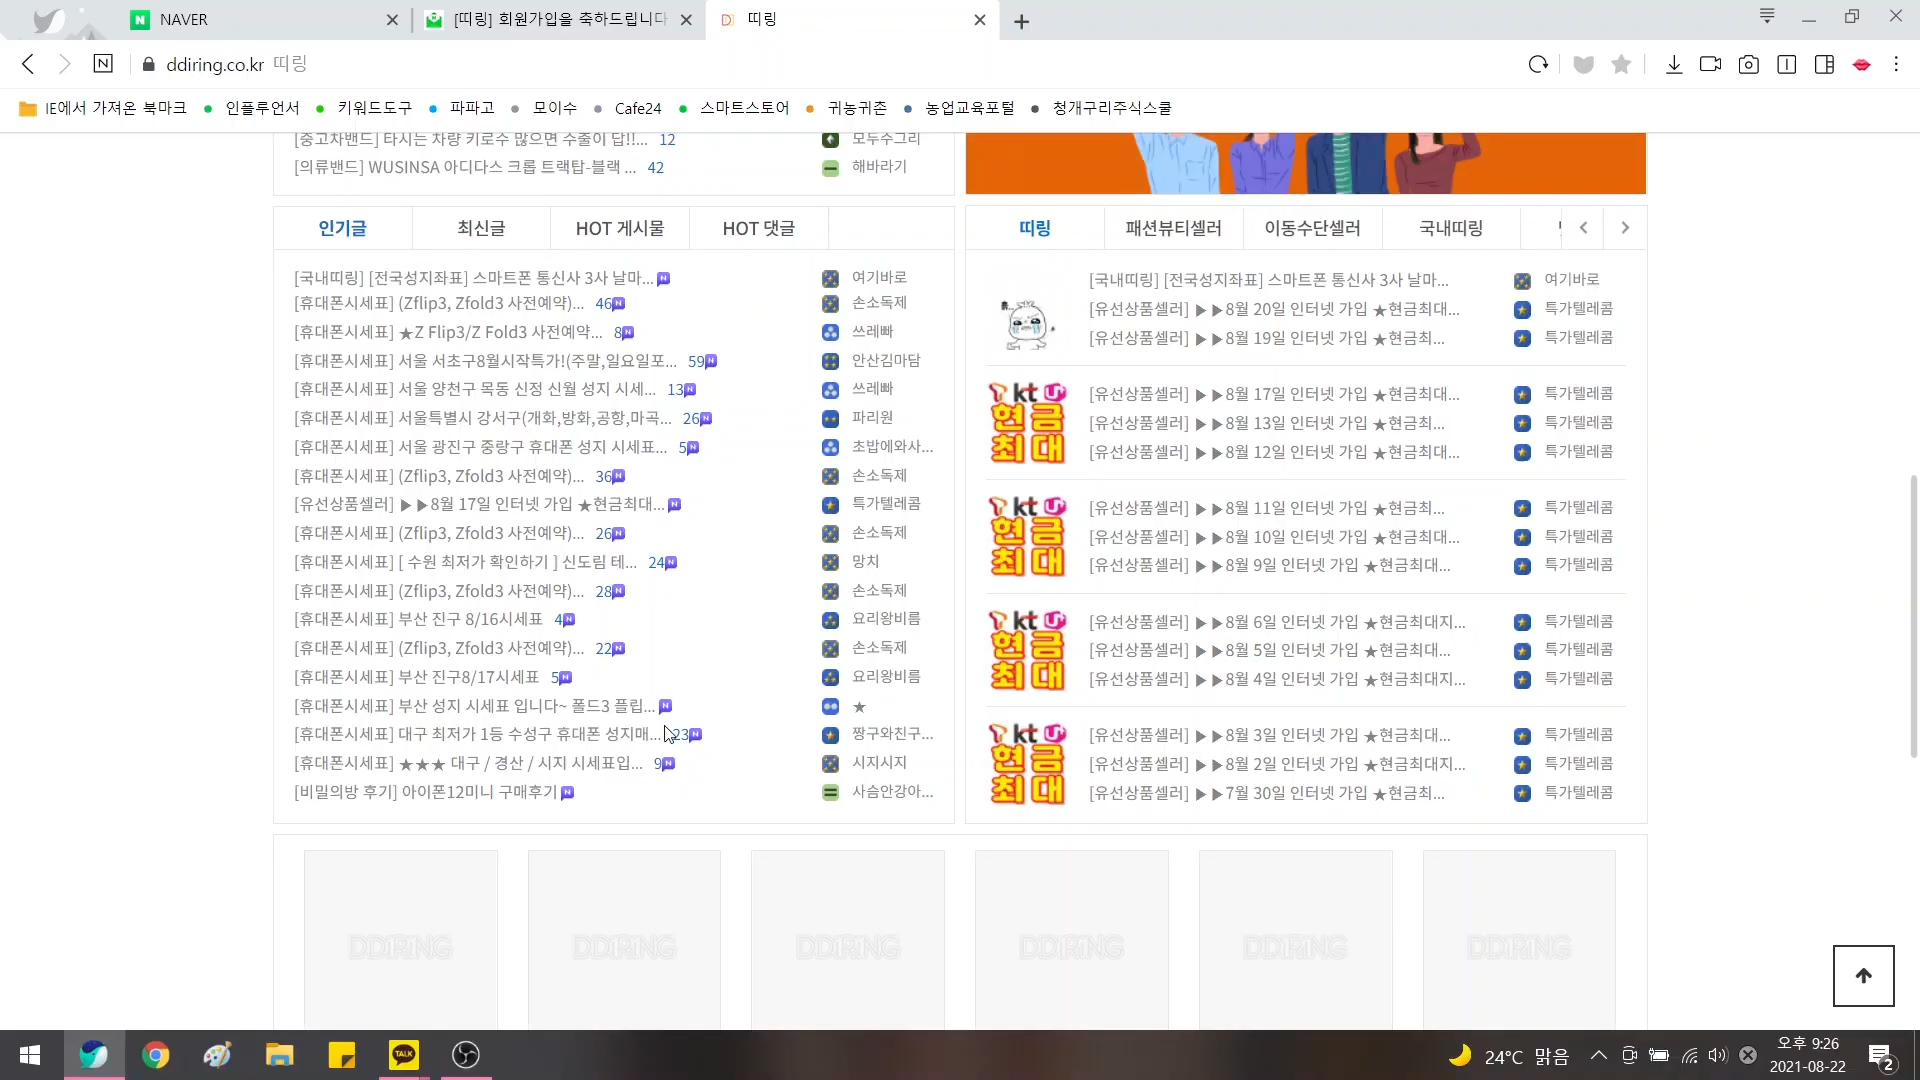 NAVER
[띠링] 회원가입을 축하드립니다
띠링
ddiring.co.kr 띠링
IE에서 가져온 북마크
인플루언서
키워드도구
파파고
모이수
Cafe24
스마트스토어
귀농귀촌
농업교육포털
청개구리주식스쿨
[중고차밴드] 타시는 차량 키로수 많으면 수출이 답!!... 12 모두주그리
[의류밴드] WUSINSA 아디다스 크롭 트랙탑-블랙 ... 42 해바라기
인기글 최신글 HOT 게시물 HOT 댓글
[국내띠링] [전국성지좌표] 스마트폰 통신사 3사 날마... N 여기바로
[휴대폰시세표] (Zflip3, Zfold3 사전예약)... 46 N 손소독제
[휴대폰시세표] ★Z Flip3/Z Fold3 사전예약... 8 N 쓰레빠
[휴대폰시세표] 서울 서초구8월시작특가!(주말,일요일포... 59 N 안산김마담
[휴대폰시세표] 서울 양천구 목동 신정 신월 성지 시세... 13 N 쓰레빠
[휴대폰시세표] 서울특별시 강서구(개화,방화,공항,마곡... 26 N 파리원
[휴대폰시세표] 서울 광진구 중랑구 휴대폰 성지 시세표... 5 N 초밥에와사...
[휴대폰시세표] (Zflip3, Zfold3 사전예약)... 36 N 손소독제
[유선상품셀러] ▶ ▶8월 17일 인터넷 가입 ★현금최대... N 특가텔레콤
[휴대폰시세표] (Zflip3, Zfold3 사전예약)... 26 N 손소독제
[휴대폰시세표] [ 수원 최저가 확인하기 ] 신도림 테... 24 N 망치
[휴대폰시세표] (Zflip3, Zfold3 사전예약)... 28 N 손소독제
[휴대폰시세표] 부산 진구 8/16시세표 4 N 요리왕비름
[휴대폰시세표] (Zflip3, Zfold3 사전예약)... 22 N 손소독제
[휴대폰시세표] 부산 진구8/17시세표 5 N 요리왕비름
[휴대폰시세표] 부산 성지 시세표 입니다~ 폴드3 플립... N ★
[휴대폰시세표] 대구 최저가 1등 수성구 휴대폰 성지매... 23 N 짱구와친구...
[휴대폰시세표] ★★★ 대구 / 경산 / 시지 시세표입... 9 N 시지시지
[비밀의방 후기] 아이폰12미니 구매후기 N 사슴안강아...
띠링 패션뷰티셀러 이동수단셀러 국내띠링
[국내띠링] [전국성지좌표] 스마트폰 통신사 3사 날마... 여기바로
[유선상품셀러] ▶ ▶8월 20일 인터넷 가입 ★현금최대... 특가텔레콤
[유선상품셀러] ▶ ▶8월 19일 인터넷 가입 ★현금최... 특가텔레콤
kt
현금
최대
[유선상품셀러] ▶ ▶8월 17일 인터넷 가입 ★현금최대... 특가텔레콤
[유선상품셀러] ▶ ▶8월 13일 인터넷 가입 ★현금최... 특가텔레콤
[유선상품셀러] ▶ ▶8월 12일 인터넷 가입 ★현금최대... 특가텔레콤
kt
현금
최대
[유선상품셀러] ▶ ▶8월 11일 인터넷 가입 ★현금최... 특가텔레콤
[유선상품셀러] ▶ ▶8월 10일 인터넷 가입 ★현금최대... 특가텔레콤
[유선상품셀러] ▶ ▶8월 9일 인터넷 가입 ★현금최대... 특가텔레콤
kt
현금
최대
[유선상품셀러] ▶ ▶8월 6일 인터넷 가입 ★현금최대지... 특가텔레콤
[유선상품셀러] ▶ ▶8월 5일 인터넷 가입 ★현금최대... 특가텔레콤
[유선상품셀러] ▶ ▶8월 4일 인터넷 가입 ★현금최대지... 특가텔레콤
kt
현금
최대
[유선상품셀러] ▶ ▶8월 3일 인터넷 가입 ★현금최대... 특가텔레콤
[유선상품셀러] ▶ ▶8월 2일 인터넷 가입 ★현금최대지... 특가텔레콤
[유선상품셀러] ▶ ▶7월 30일 인터넷 가입 ★현금최... 특가텔레콤
DDIRING DDIRING DDIRING DDIRING DDIRING DDIRING
TALK
24°C 맑음
오후 9:26
2021-08-22
2